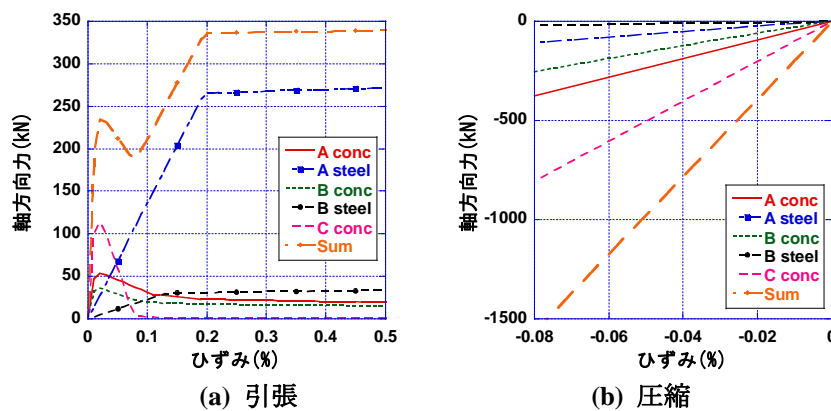 350
300
250
200
150
100
50
0
軸方向力(kN)
A conc
A steel
B conc
B steel
C conc
Sum
0 0.1 0.2 0.3 0.4 0.5
ひずみ(%)
(a) 引張
0
-500
-1000
-1500
軸方向力(kN)
A conc
A steel
B conc
B steel
C conc
Sum
-0.08 -0.06 -0.04 -0.02 0
ひずみ(%)
(b) 圧縮